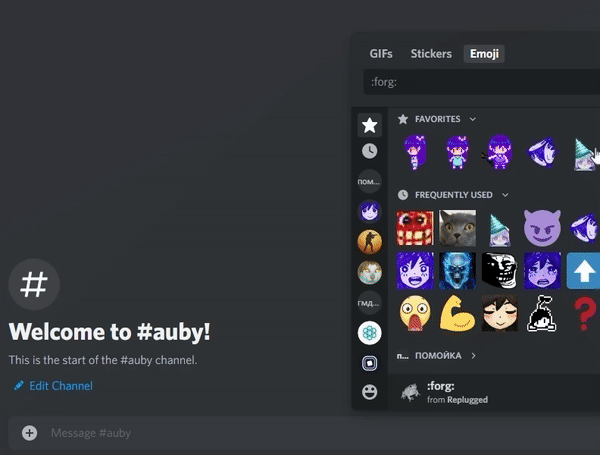 GIFs Stickers Emoji
:forg:
FAVORITES
FREQUENTLY USED
ПОМ...
ГМД...
#
Welcome to #auby!
This is the start of the #auby channel.
Edit Channel
п... ПОМОЙКА
:forg:
from Replugged
Message #auby